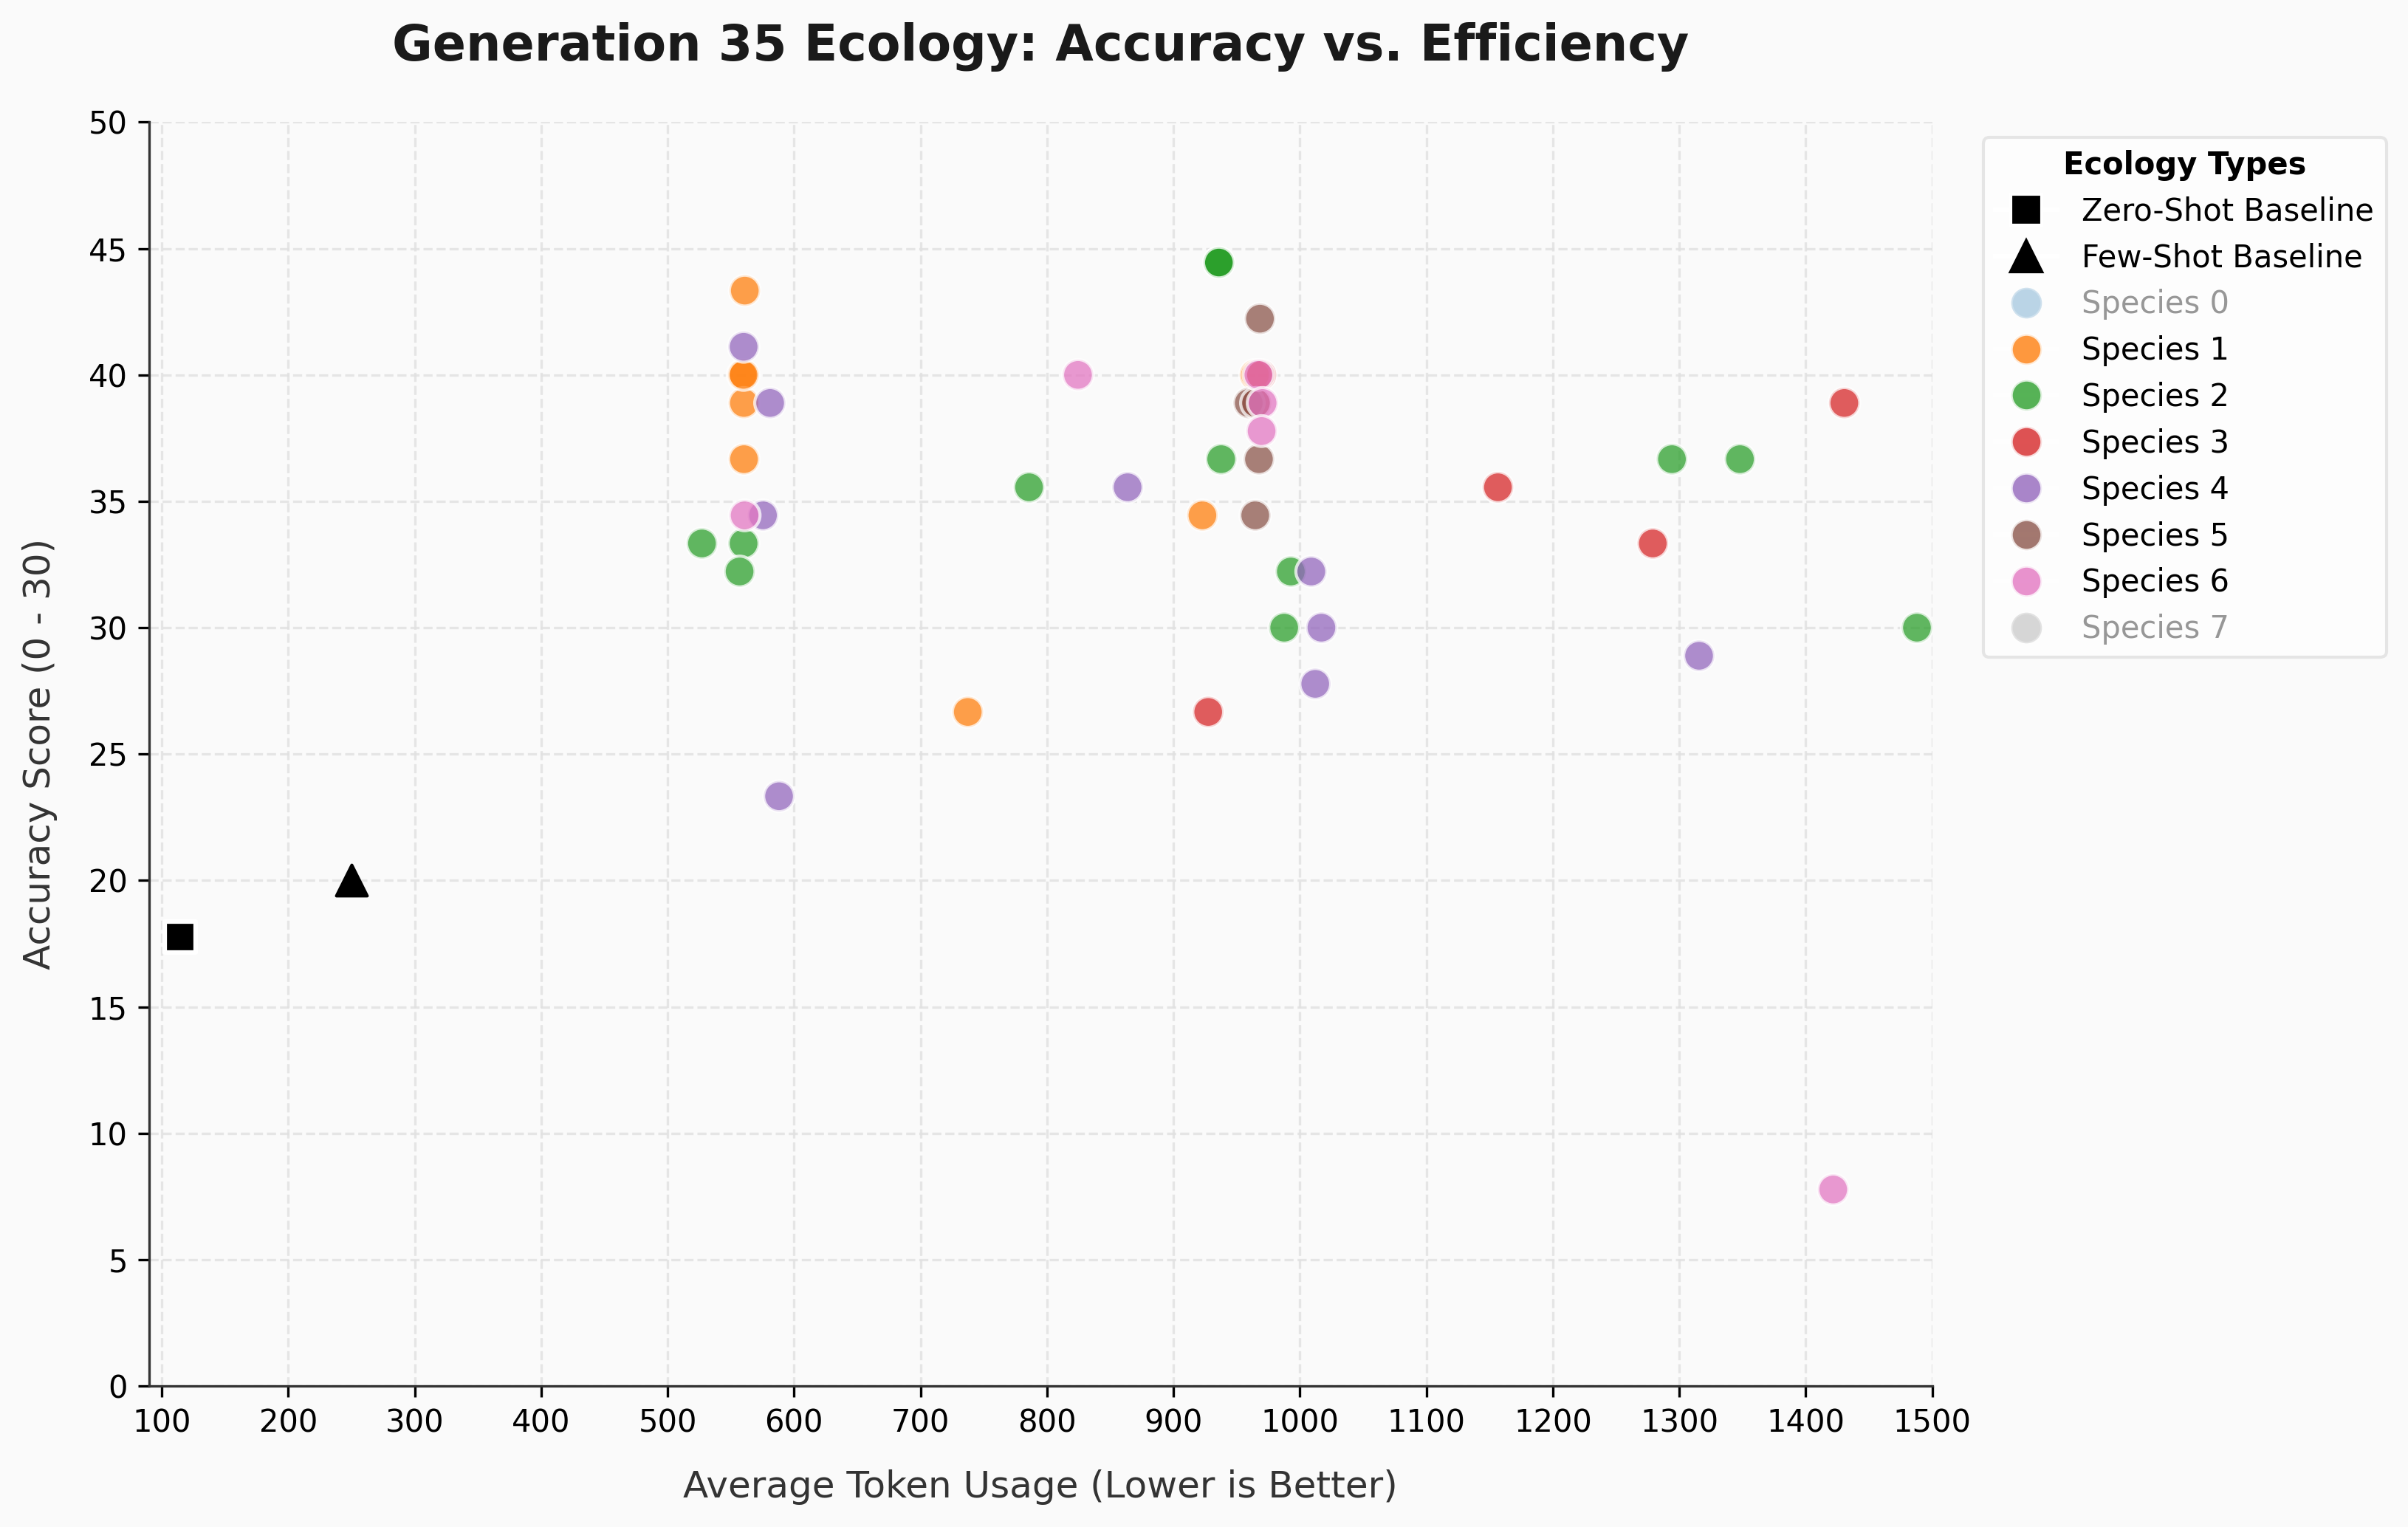 Generation 35 Ecology: Accuracy vs. Efficiency
50
45
40
35
30
25
20
15
10
5
0
Accuracy Score (0 - 30)
100 200 300 400 500 600 700 800 900 1000 1100 1200 1300 1400 1500
Average Token Usage (Lower is Better)
Ecology Types
Zero-Shot Baseline
Few-Shot Baseline
Species 0
Species 1
Species 2
Species 3
Species 4
Species 5
Species 6
Species 7